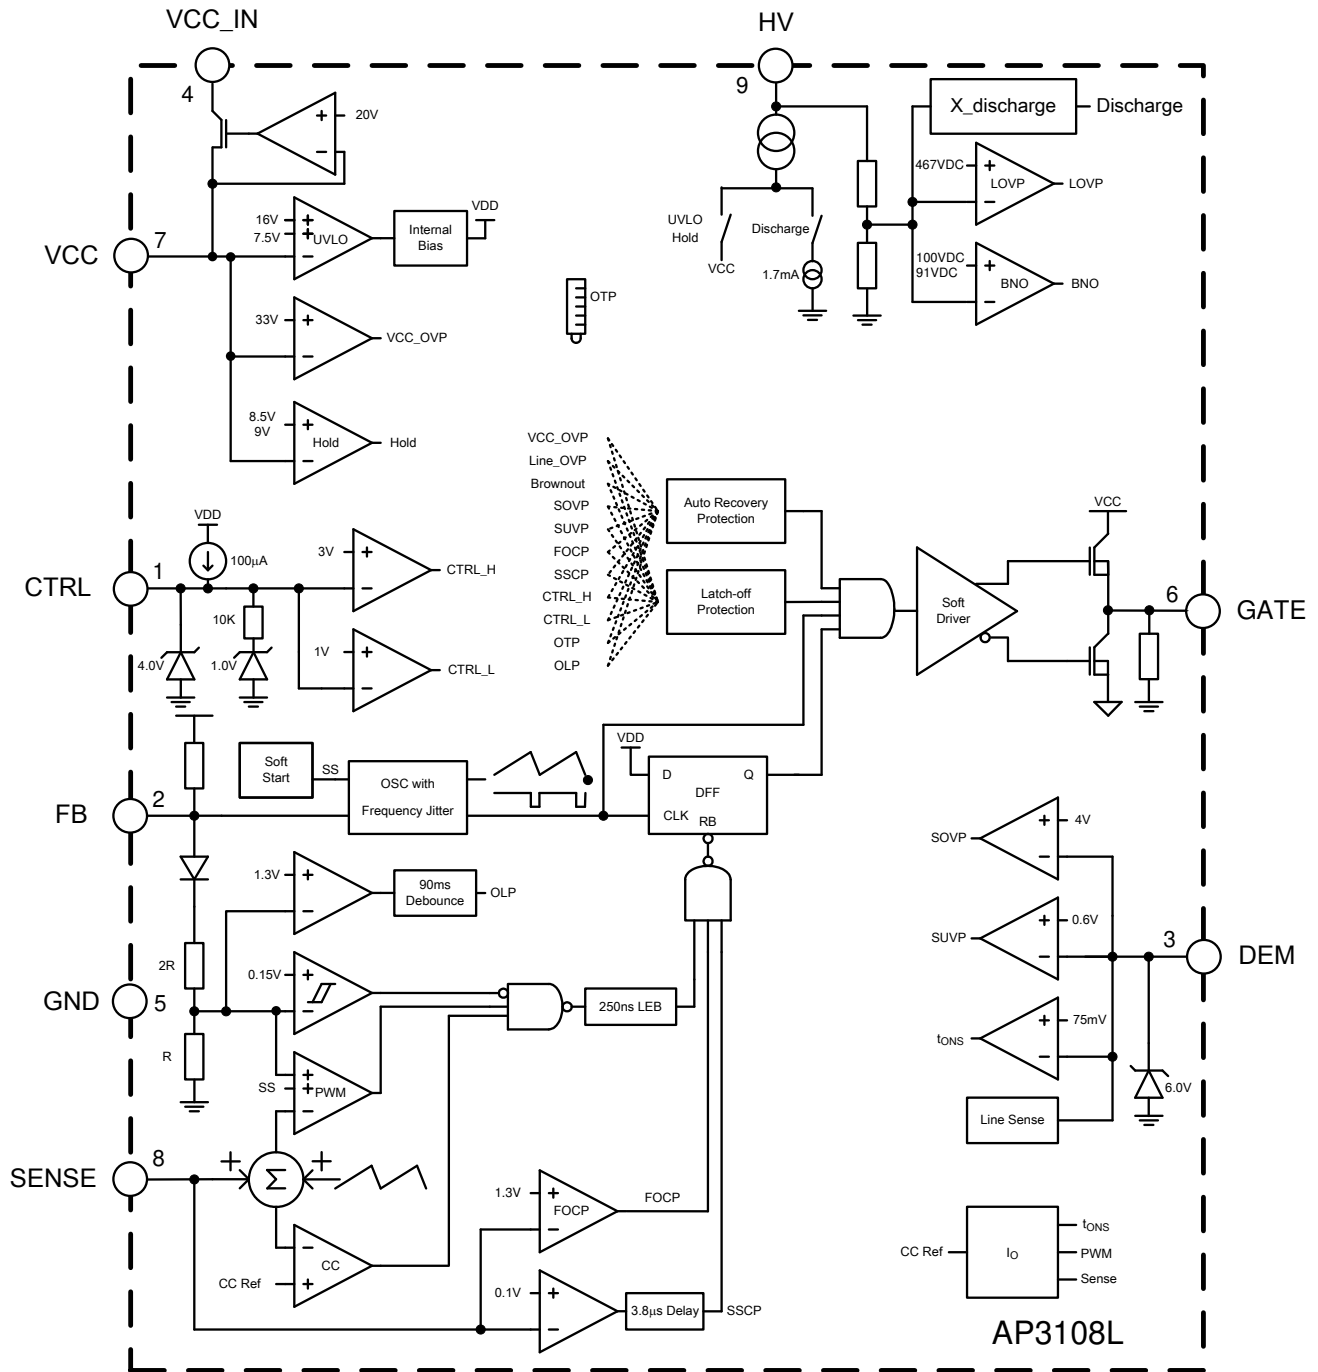 VCC_IN
HV
4
9
20V
X_discharge
Discharge
467VDC
+
−
LOVP
LOVP
16V
7.5V
+
+
−
UVLO
Internal
Bias
VDD
UVLO
Hold
VCC
Discharge
1.7mA
100VDC
91VDC
+
−
BNO
BNO
VCC
7
OTP
33V
+
−
VCC_OVP
8.5V
9V
+
−
Hold
Hold
VCC_OVP
Line_OVP
Brownout
SOVP
SUVP
FOCP
SSCP
CTRL_H
CTRL_L
OTP
OLP
Auto Recovery
Protection
Latch-off
Protection
VCC
VDD
100µA
CTRL
1
3V
+
−
CTRL_H
10K
4.0V
1.0V
1V
+
−
CTRL_L
Soft
Driver
6
GATE
Soft
Start
SS
OSC with
Frequency Jitter
VDD
D
Q
DFF
CLK
RB
FB
2
1.3V
+
−
90ms
Debounce
OLP
SOVP
+
−
4V
SUVP
+
−
0.6V
3
DEM
2R
0.15V
+
−
250ns LEB
GND
5
tONS
+
−
75mV
6.0V
R
SS
+
+
−
PWM
Line Sense
SENSE
8
+
Σ
+
1.3V
+
−
FOCP
FOCP
−
+
CC
CC Ref
0.1V
+
−
3.8µs Delay
SSCP
CC Ref
IO
tONS
PWM
Sense
AP3108L